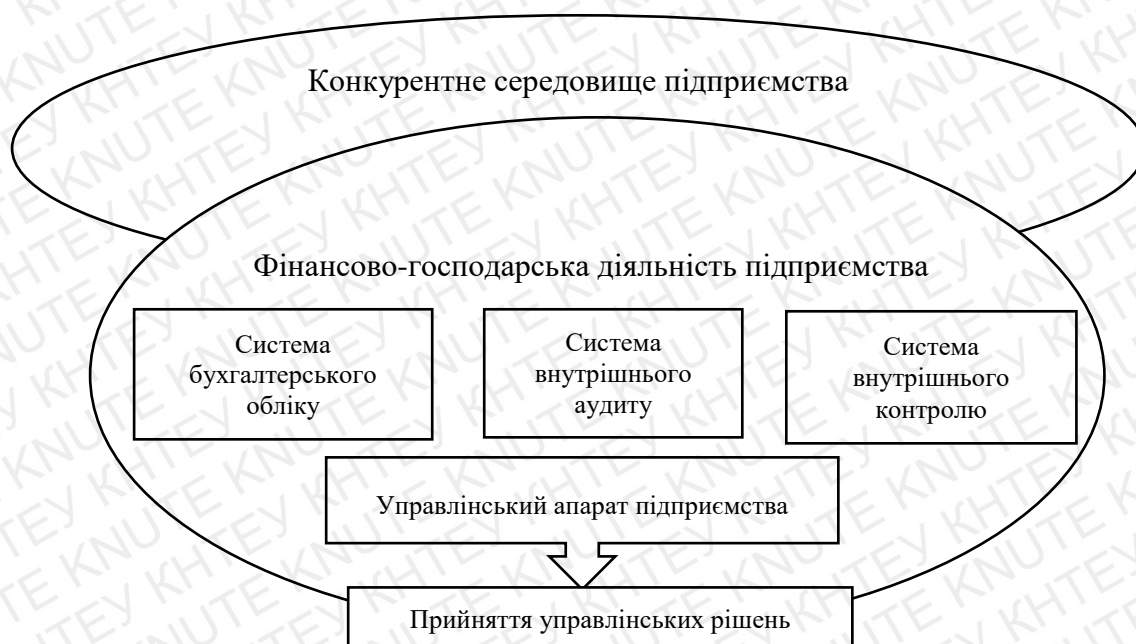 Конкурентне середовище підприємства
Фінансово-господарська діяльність підприємства
Система
бухгалтерського
обліку
Система
внутрішнього
аудиту
Система
внутрішнього
контролю
Управлінський апарат підприємства
Прийняття управлінських рішень